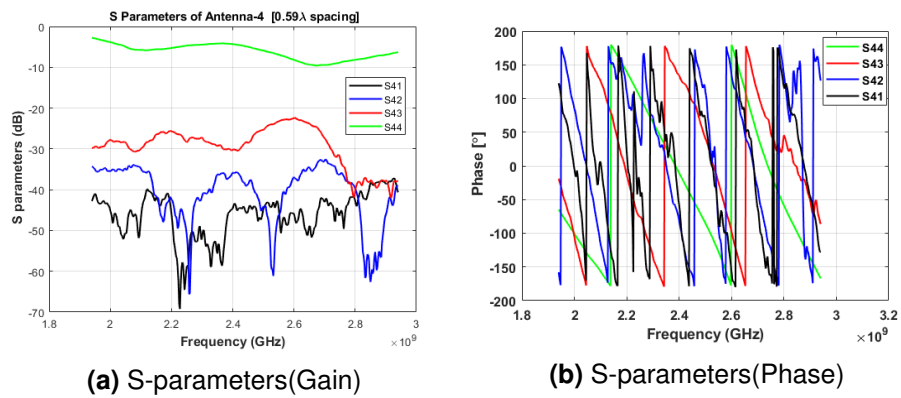 S Parameters of Antenna-4 [0.59λ spacing]
0
-10
-20
-30
-40
-50
-60
-70
S parameters (dB)
S41
S42
S43
S44
1.8
2
2.2
2.4
2.6
2.8
3
Frequency (GHz)
×10⁹
(a) S-parameters(Gain)
200
150
100
50
0
-50
-100
-150
-200
Phase [°]
S44
S43
S42
S41
1.8
2
2.2
2.4
2.6
2.8
3
3.2
Frequency (GHz)
×10⁹
(b) S-parameters(Phase)